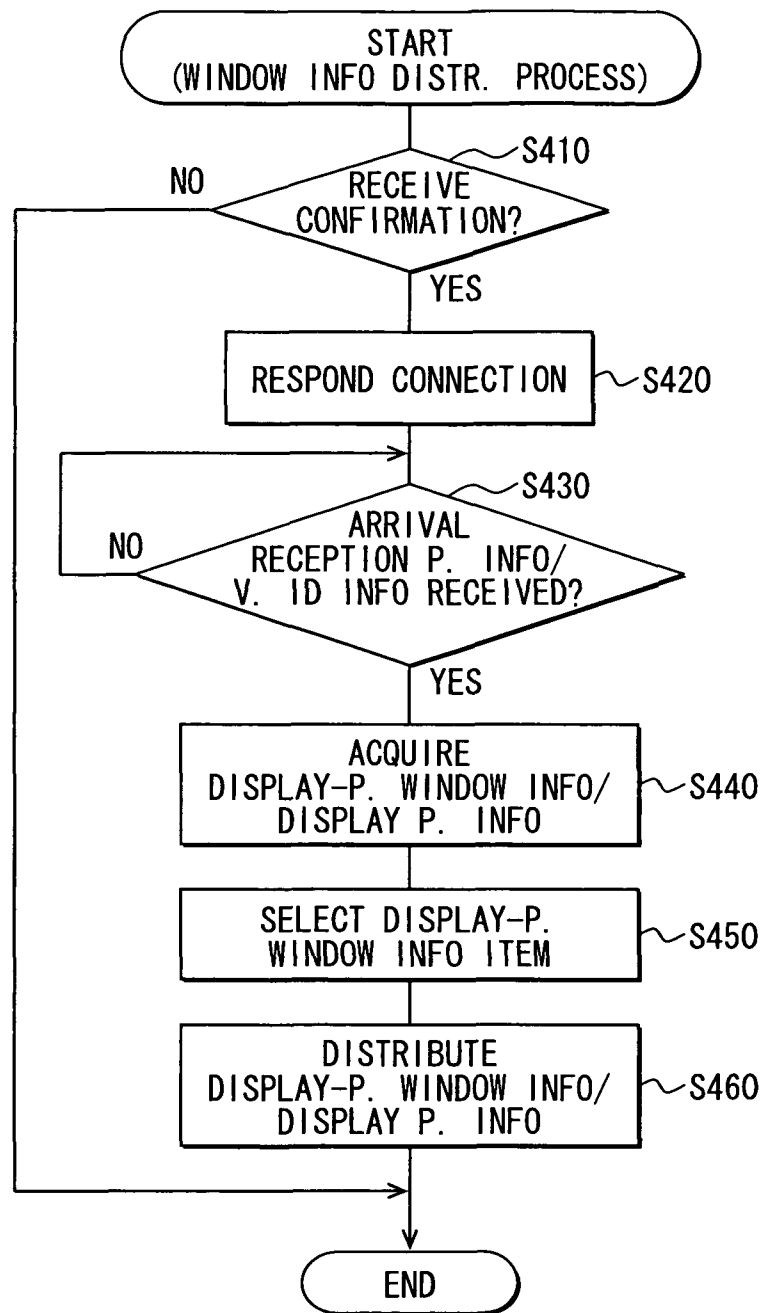 START
(WINDOW INFO DISTR. PROCESS)
S410
NO
RECEIVE
CONFIRMATION?
YES
RESPOND CONNECTION
S420
S430
NO
ARRIVAL
RECEPTION P. INFO/
V. ID INFO RECEIVED?
YES
ACQUIRE
DISPLAY-P. WINDOW INFO/
DISPLAY P. INFO
S440
SELECT DISPLAY-P.
WINDOW INFO ITEM
S450
DISTRIBUTE
DISPLAY-P. WINDOW INFO/
DISPLAY P. INFO
S460
END